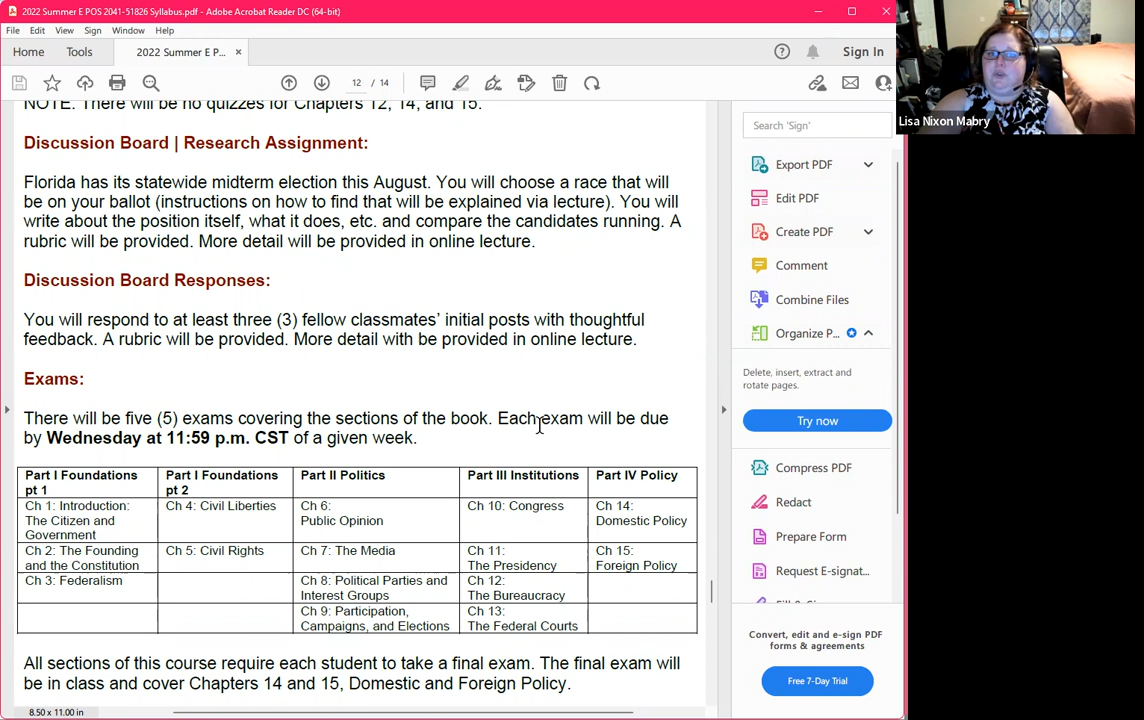 2022 Summer E POS 2041-51826 Syllabus.pdf - Adobe Acrobat Reader DC (64-bit)
File Edit View Sign Window Help
Home Tools 2022 Summer E P... × Sign In
12 / 14
NOTE: There will be no quizzes for Chapters 12, 14, and 15.
Discussion Board | Research Assignment:
Florida has its statewide midterm election this August. You will choose a race that will
be on your ballot (instructions on how to find that will be explained via lecture). You will
write about the position itself, what it does, etc. and compare the candidates running. A
rubric will be provided. More detail will be provided in online lecture.
Discussion Board Responses:
You will respond to at least three (3) fellow classmates' initial posts with thoughtful
feedback. A rubric will be provided. More detail with be provided in online lecture.
Exams:
There will be five (5) exams covering the sections of the book. Each exam will be due
by Wednesday at 11:59 p.m. CST of a given week.
Part I Foundations pt 1
Part I Foundations pt 2
Part II Politics
Part III Institutions
Part IV Policy
Ch 1: Introduction:
The Citizen and
Government
Ch 4: Civil Liberties
Ch 6:
Public Opinion
Ch 10: Congress
Ch 14:
Domestic Policy
Ch 2: The Founding
and the Constitution
Ch 5: Civil Rights
Ch 7: The Media
Ch 11:
The Presidency
Ch 15:
Foreign Policy
Ch 3: Federalism
Ch 8: Political Parties and
Interest Groups
Ch 12:
The Bureaucracy
Ch 9: Participation,
Campaigns, and Elections
Ch 13:
The Federal Courts
All sections of this course require each student to take a final exam. The final exam will
be in class and cover Chapters 14 and 15, Domestic and Foreign Policy.
8.50 x 11.00 in
Search 'Sign'
Export PDF
Edit PDF
Create PDF
Comment
Combine Files
Organize P...
Delete, insert, extract and
rotate pages.
Try now
Compress PDF
Redact
Prepare Form
Request E-signat...
Convert, edit and e-sign PDF
forms & agreements
Free 7-Day Trial
Lisa Nixon Mabry